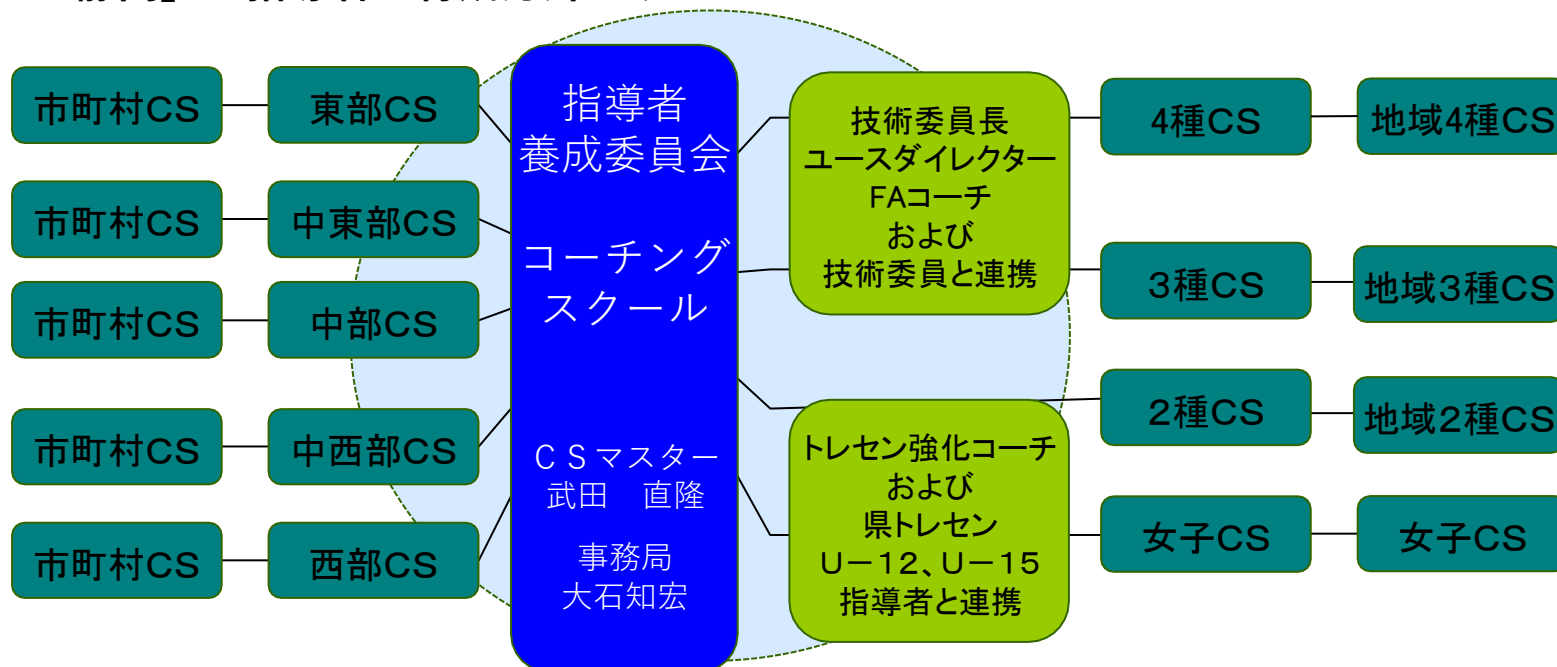 市町村CS
東部CS
市町村CS
中東部CS
市町村CS
中部CS
市町村CS
中西部CS
市町村CS
西部CS
指導者
養成委員会
コーチング
スクール
CSマスター
武田　直隆
事務局
大石知宏
技術委員長
ユースダイレクター
FAコーチ
および
技術委員と連携
トレセン強化コーチ
および
県トレセン
U－12、U－15
指導者と連携
4種CS
地域4種CS
3種CS
地域3種CS
2種CS
地域2種CS
女子CS
女子CS